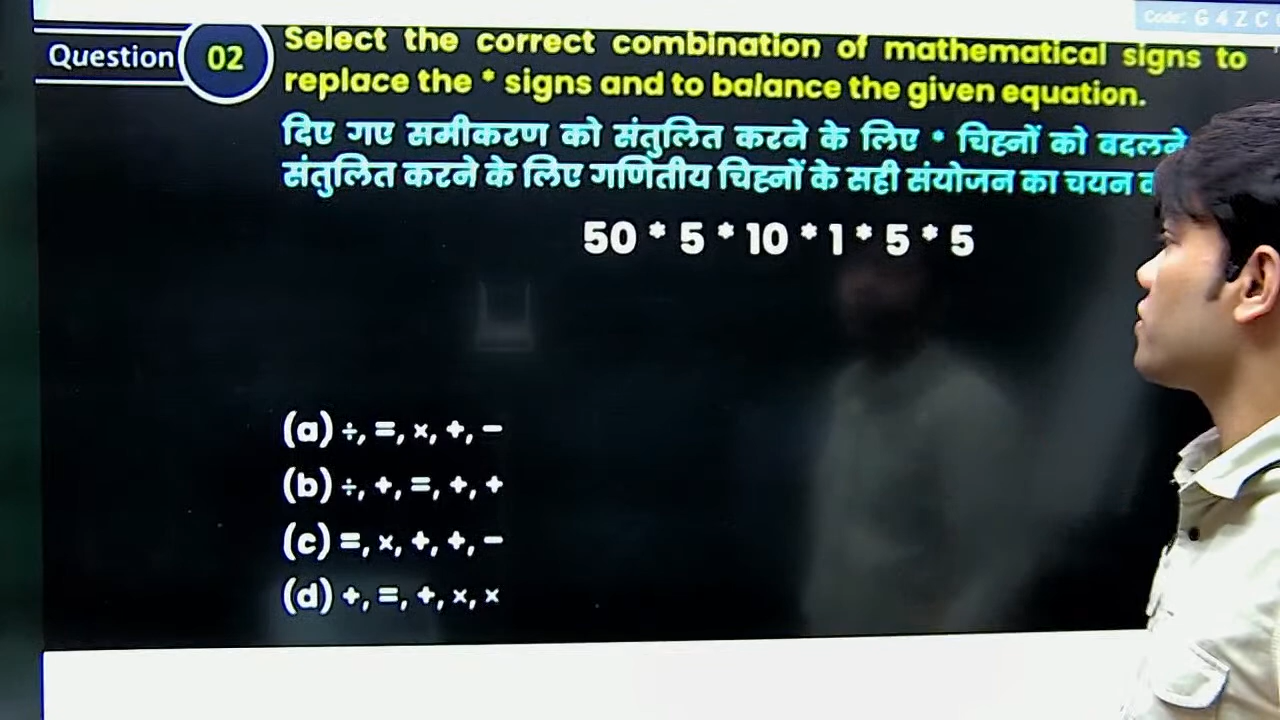 Code: G 4 Z C
Question 02
Select the correct combination of mathematical signs to
replace the * signs and to balance the given equation.
दिए गए समीकरण को संतुलित करने के लिए * चिह्नों को बदलने
संतुलित करने के लिए गणितीय चिह्नों के सही संयोजन का चयन
50 * 5 * 10 * 1 * 5 * 5
(a) ÷, =, ×, +, −
(b) ÷, +, =, +, +
(c) =, ×, +, +, −
(d) +, =, +, ×, ×